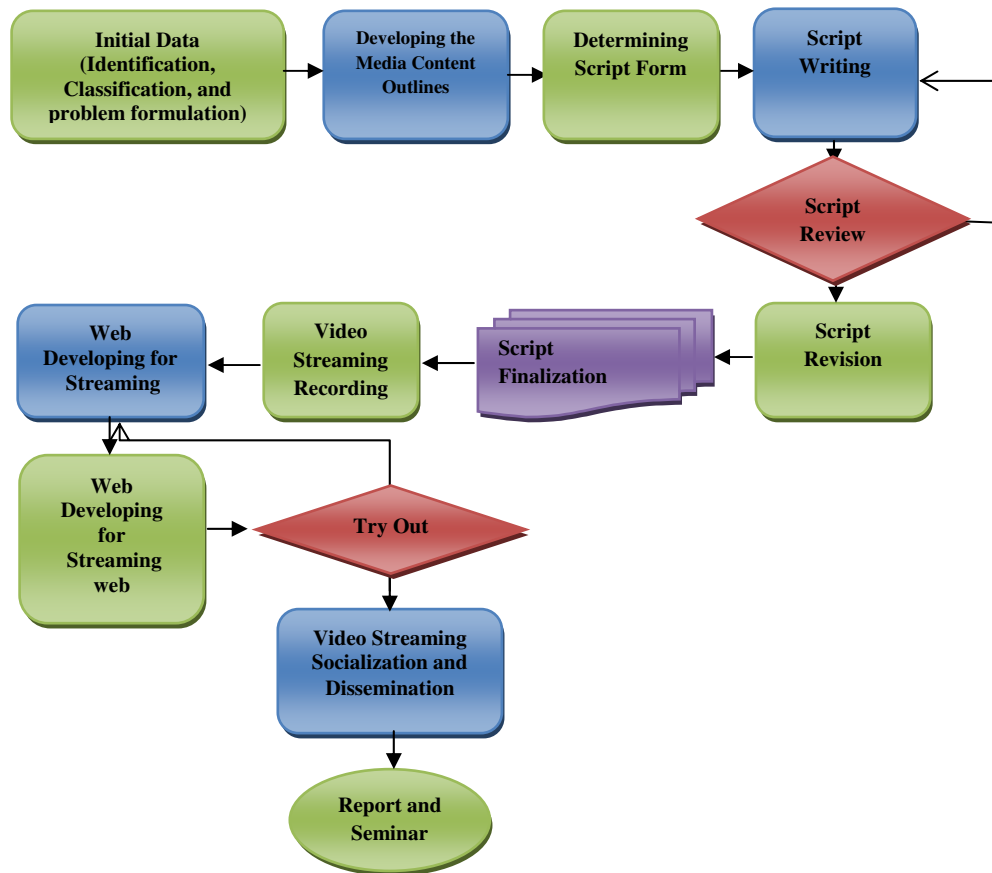 Initial Data
(Identification,
Classification, and
problem formulation)
Developing the
Media Content
Outlines
Determining
Script Form
Script
Writing
Script
Review
Script
Revision
Script
Finalization
Video
Streaming
Recording
Web
Developing for
Streaming
Web
Developing
for
Streaming
web
Try Out
Video Streaming
Socialization and
Dissemination
Report and
Seminar